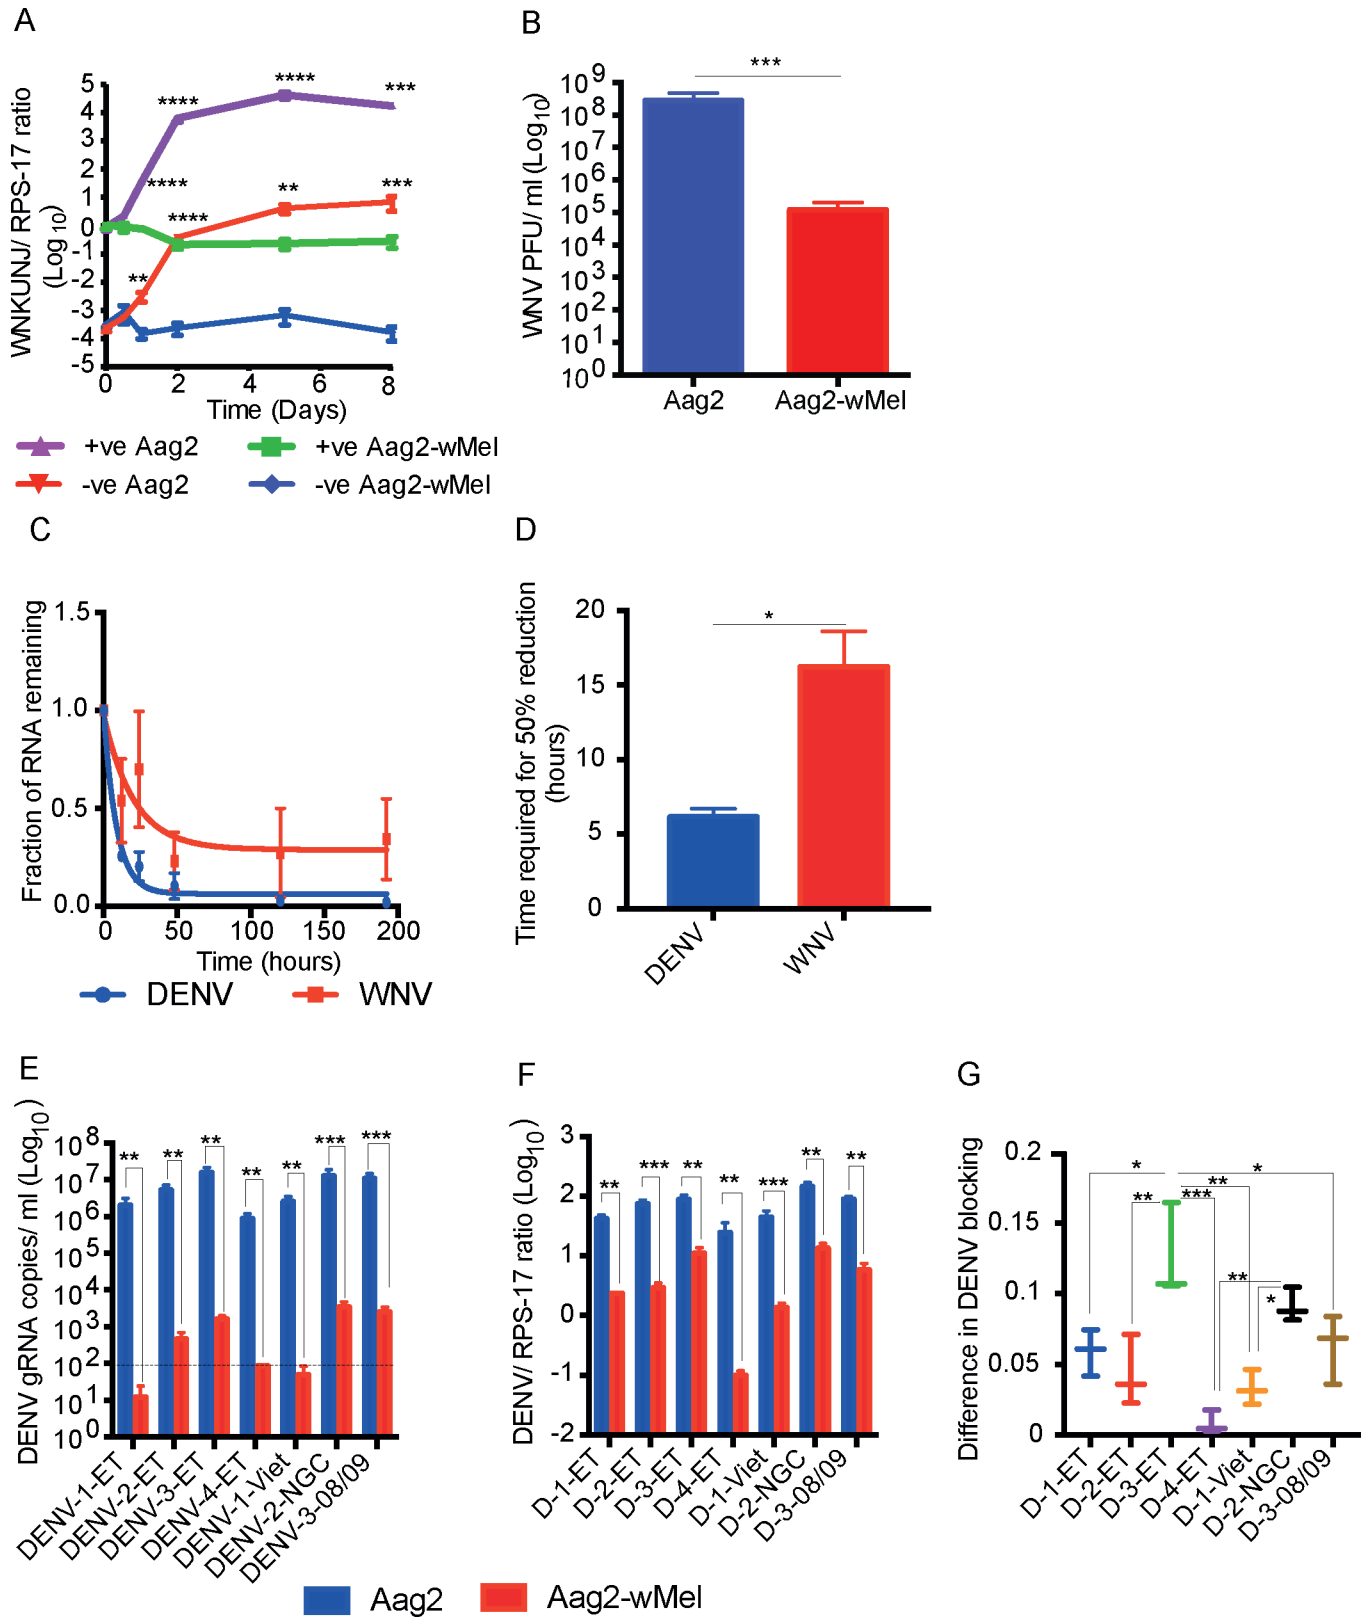 A
WNKUNJ/ RPS-17 ratio
(Log10)
5
4
3
2
1
0
-1
-2
-3
-4
-5
****
****
***
****
**
***
****
**
0
2
4
6
8
Time (Days)
+ve Aag2
+ve Aag2-wMel
-ve Aag2
-ve Aag2-wMel
B
WNV PFU/ ml (Log10)
10^9
10^8
10^7
10^6
10^5
10^4
10^3
10^2
10^1
10^0
***
Aag2
Aag2-wMel
C
Fraction of RNA remaining
1.5
1.0
0.5
0.0
0
50
100
150
200
Time (hours)
DENV
WNV
D
Time required for 50% reduction
(hours)
20
15
10
5
0
*
DENV
WNV
E
DENV gRNA copies/ ml (Log10)
10^8
10^7
10^6
10^5
10^4
10^3
10^2
10^1
10^0
**
**
**
**
**
***
***
DENV-1-ET
DENV-2-ET
DENV-3-ET
DENV-4-ET
DENV-1-Viet
DENV-2-NGC
DENV-3-08/09
F
DENV/ RPS-17 ratio (Log10)
3
2
1
0
-1
-2
**
***
**
**
***
**
**
D-1-ET
D-2-ET
D-3-ET
D-4-ET
D-1-Viet
D-2-NGC
D-3-08/09
G
Difference in DENV blocking
0.2
0.15
0.1
0.05
0
*
*
**
**
***
**
*
D-1-ET
D-2-ET
D-3-ET
D-4-ET
D-1-Viet
D-2-NGC
D-3-08/09
Aag2
Aag2-wMel